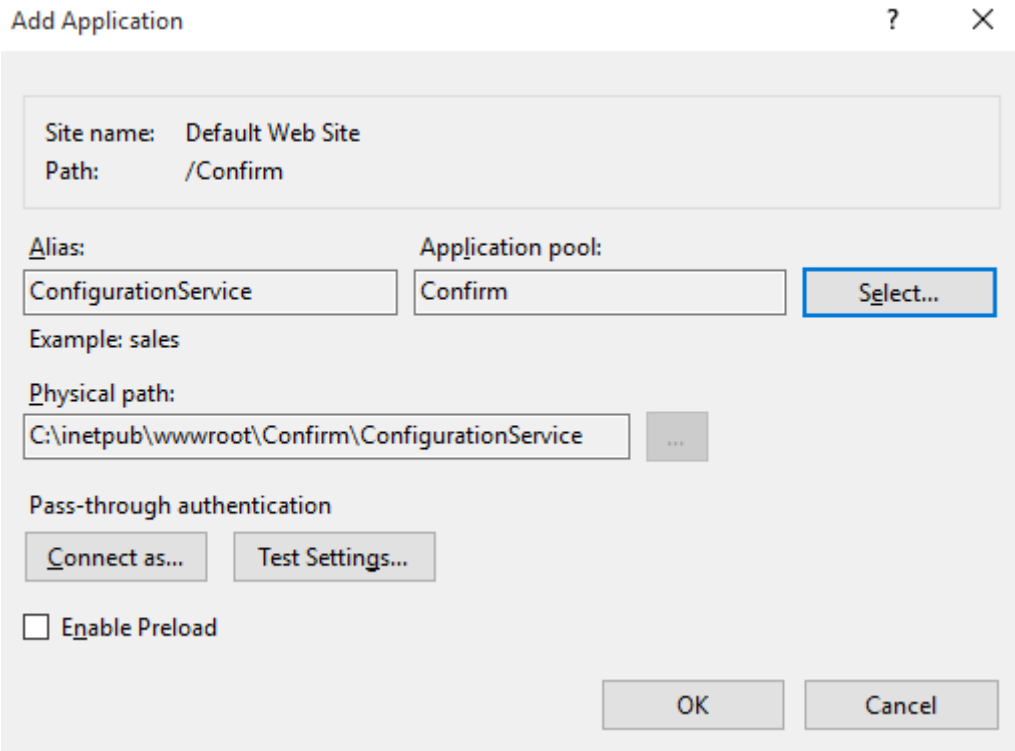 Add Application
?
Site name: Default Web Site
Path: /Confirm
Alias: Application pool:
ConfigurationService Confirm Select...
Example: sales
Physical path:
C:\inetpub\wwwroot\Confirm\ConfigurationService ...
Pass-through authentication
Connect as... Test Settings...
Enable Preload
OK Cancel